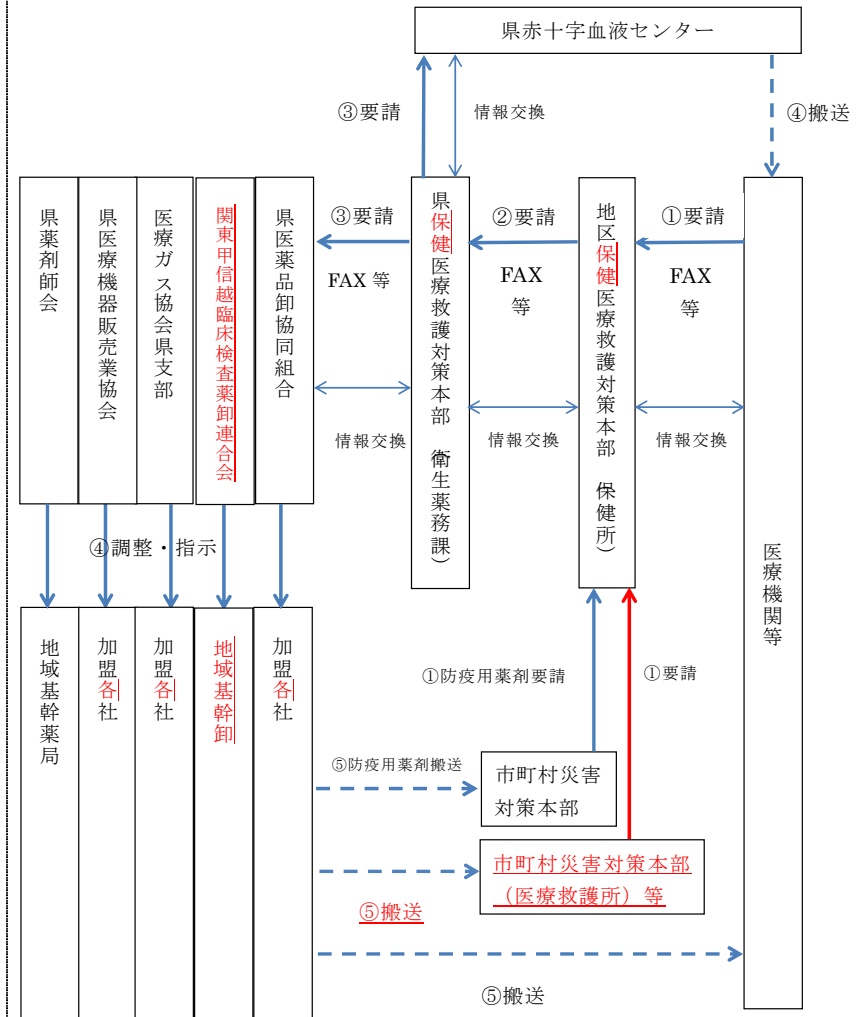 県赤十字血液センター
③要請
情報交換
④搬送
県薬剤師会
県医療機器販売業協会
医療ガス協会県支部
関東甲信越臨床検査薬卸連合会
県医薬品卸協同組合
③要請
FAX 等
情報交換
県保健医療救護対策本部（衛生薬務課）
②要請
FAX
等
情報交換
地区保健医療救護対策本部（保健所）
①要請
FAX
等
情報交換
医療機関等
④調整・指示
地域基幹薬局
加盟各社
加盟各社
地域基幹卸
加盟各社
①防疫用薬剤要請
①要請
⑤防疫用薬剤搬送
市町村災害
対策本部
市町村災害対策本部
（医療救護所）等
⑤搬送
⑤搬送